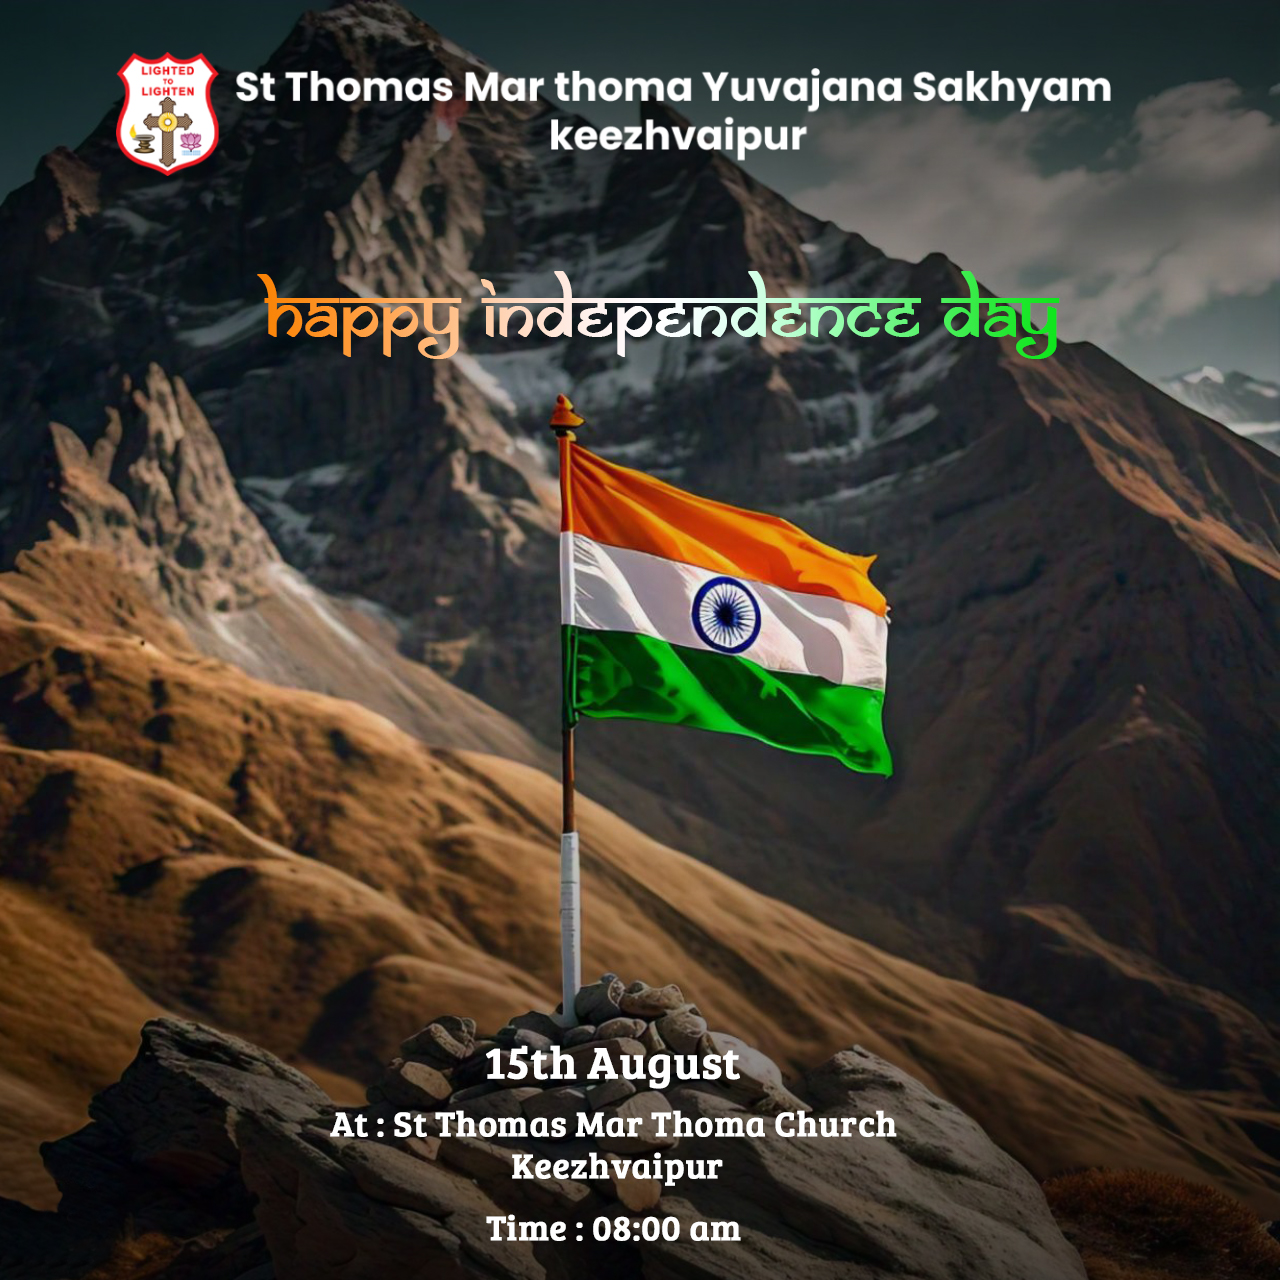 LIGHTED
TO
LIGHTEN
St Thomas Mar thoma Yuvajana Sakhyam
keezhvaipur
happy independence day
15th August
At : St Thomas Mar Thoma Church
Keezhvaipur
Time : 08:00 am